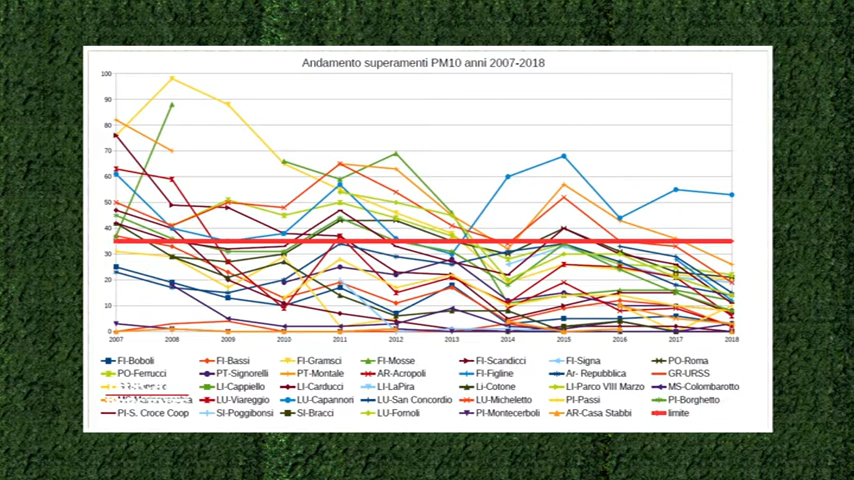 Andamento superamenti PM10 anni 2007-2018
100
90
80
70
60
50
40
30
20
10
0
2007 2008 2009 2010 2011 2012 2013 2014 2015 2016 2017 2018
FI-Boboli FI-Bassi FI-Gramsci FI-Mosse FI-Scandicci FI-Signa PO-Roma
PO-Ferrucci PT-Signorelli PT-Montale AR-Acropoli FI-Figline Ar- Repubblica GR-URSS
LI-Cappiello LI-Carducci LI-LaPira Li-Cotone LI-Parco VIII Marzo MS-Colombarotto
LU-Viareggio LU-Capannori LU-San Concordio LU-Micheletto PI-Passi PI-Borghetto
PI-S. Croce Coop SI-Poggibonsi SI-Bracci LU-Fornoli PI-Montecerboli AR-Casa Stabbi limite